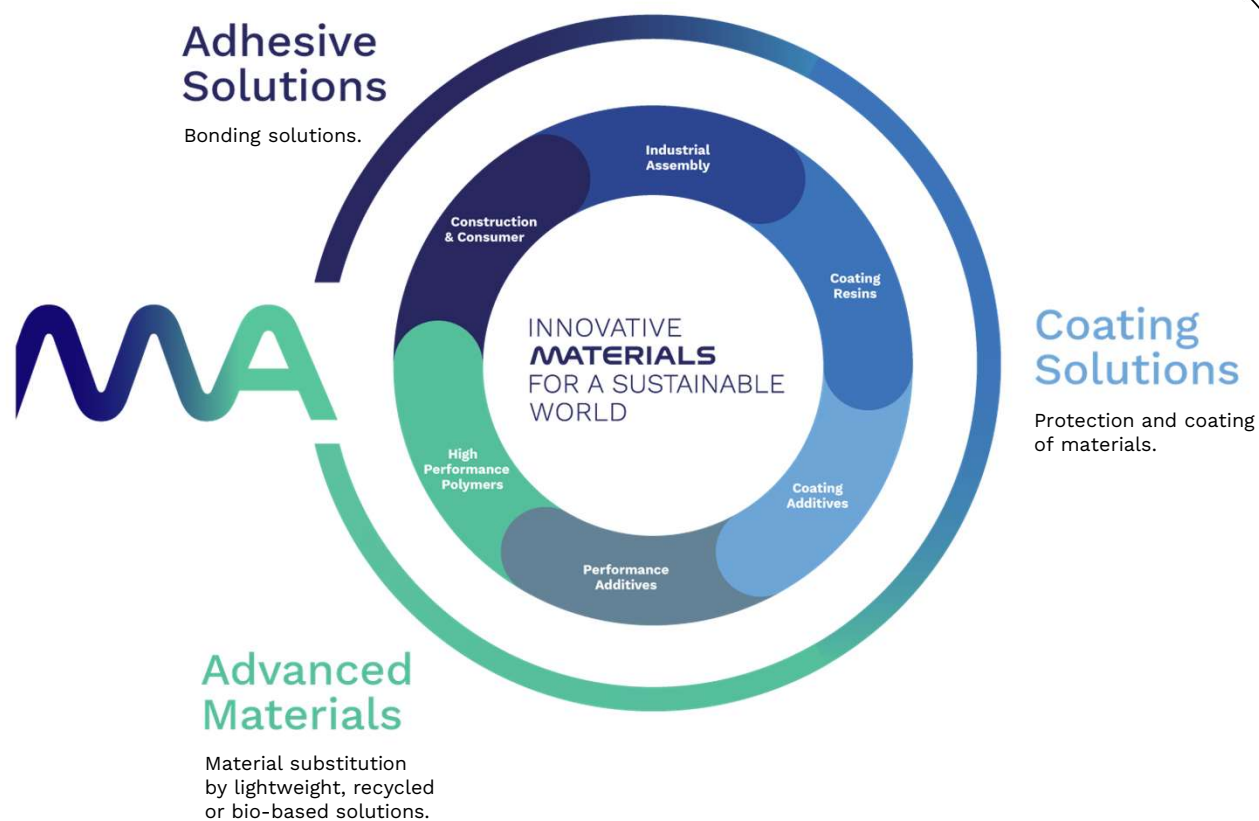 Adhesive
Solutions
Bonding solutions.
Industrial
Assembly
Construction
& Consumer
Coating
Resins
MA
INNOVATIVE
MATERIALS
FOR A SUSTAINABLE
WORLD
Coating
Solutions
Protection and coating
of materials.
High
Performance
Polymers
Coating
Additives
Performance
Additives
Advanced
Materials
Material substitution
by lightweight, recycled
or bio-based solutions.